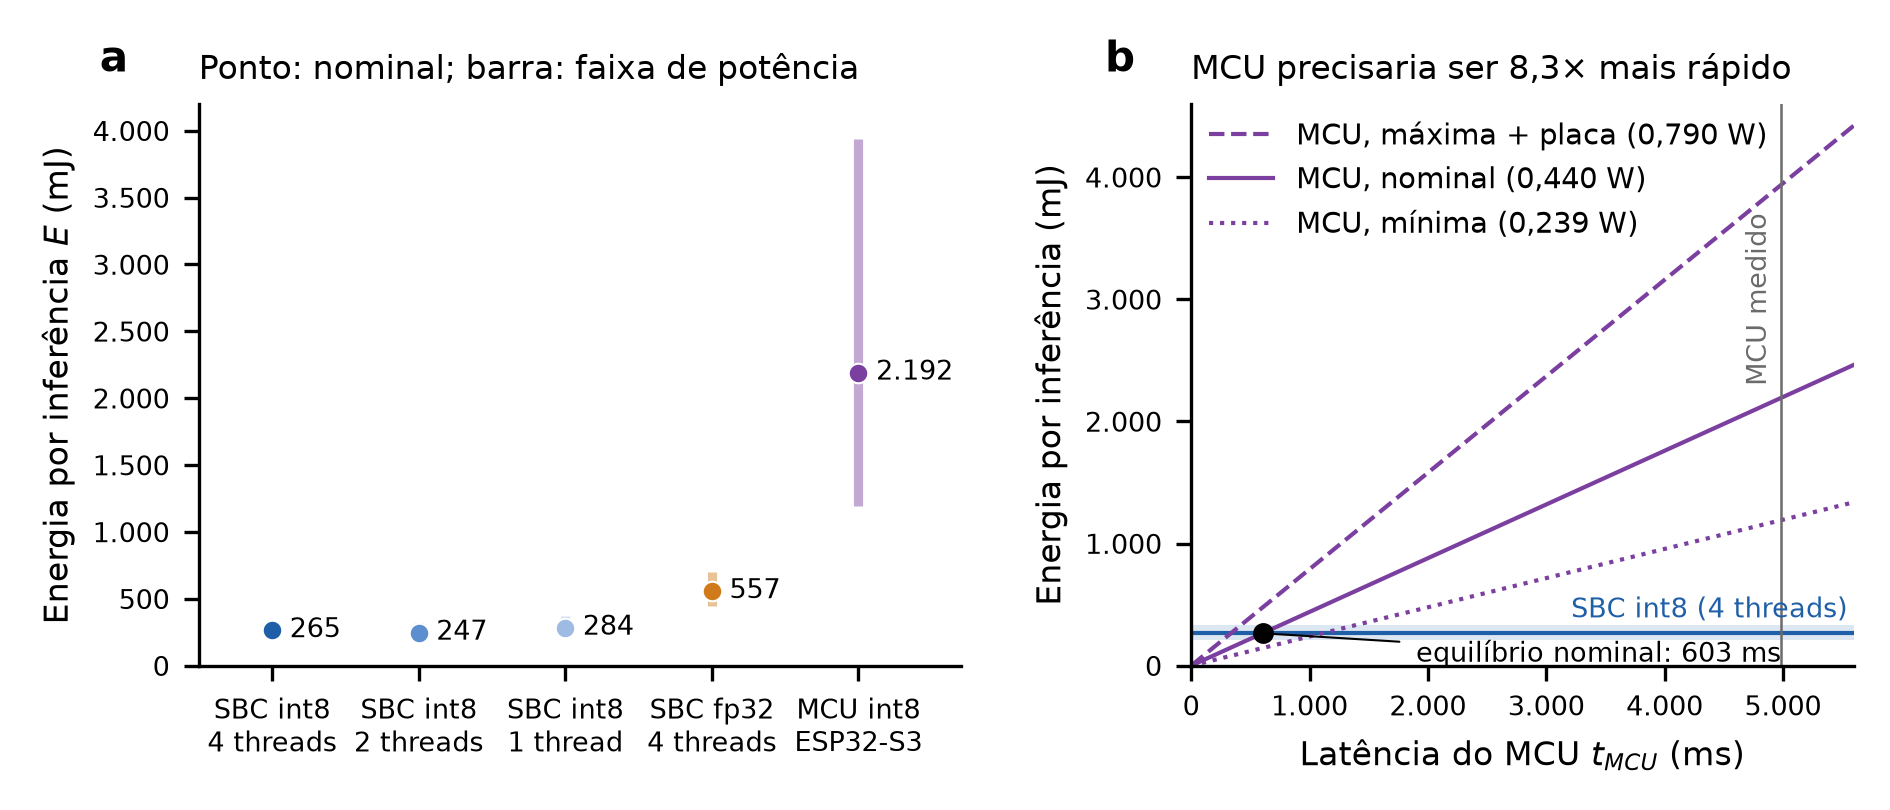 a
Ponto: nominal; barra: faixa de potência
Energia por inferência E (mJ)
4.000
3.500
3.000
2.500
2.000
1.500
1.000
500
0
2.192
557
284
247
265
SBC int8
4 threads
SBC int8
2 threads
SBC int8
1 thread
SBC fp32
4 threads
MCU int8
ESP32-S3
b
MCU precisaria ser 8,3× mais rápido
Energia por inferência (mJ)
4.000
3.000
2.000
1.000
0
MCU, máxima + placa (0,790 W)
MCU, nominal (0,440 W)
MCU, mínima (0,239 W)
MCU medido
SBC int8 (4 threads)
equilíbrio nominal: 603 ms
0
1.000
2.000
3.000
4.000
5.000
Latência do MCU tMCU (ms)